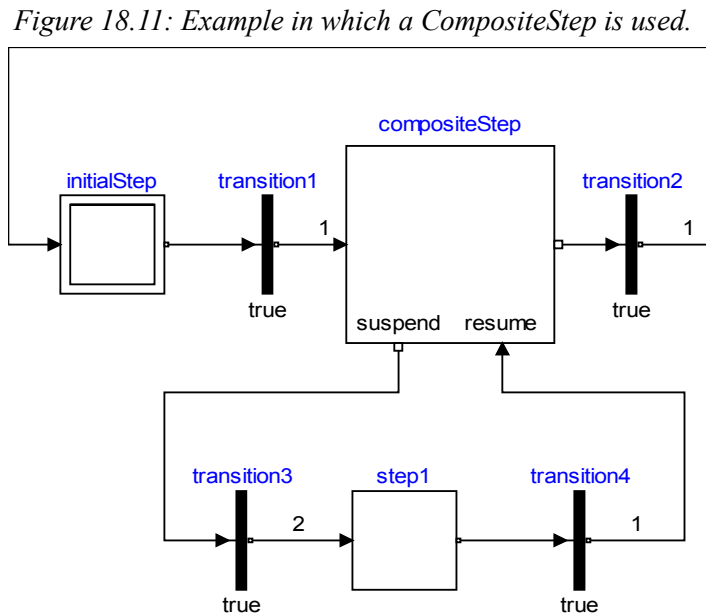 Figure 18.11: Example in which a CompositeStep is used.
compositeStep
initialStep transition1 transition2
1 1
true true
suspend resume
transition3 step1 transition4
2 1
true true